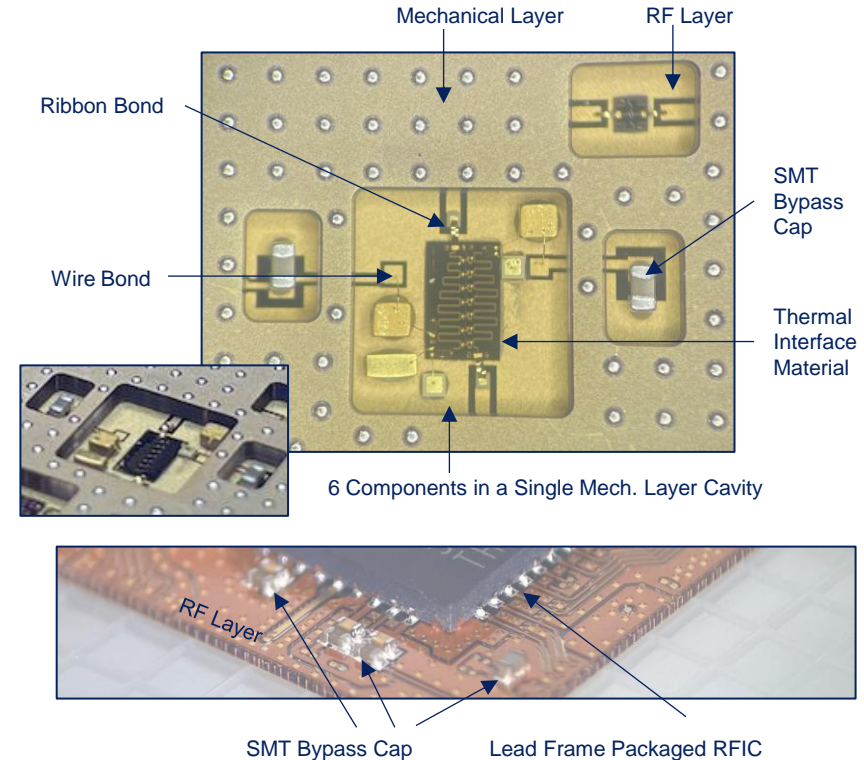 Mechanical Layer
RF Layer
Ribbon Bond
SMT
Bypass
Cap
Wire Bond
Thermal
Interface
Material
6 Components in a Single Mech. Layer Cavity
RF Layer
SMT Bypass Cap
Lead Frame Packaged RFIC